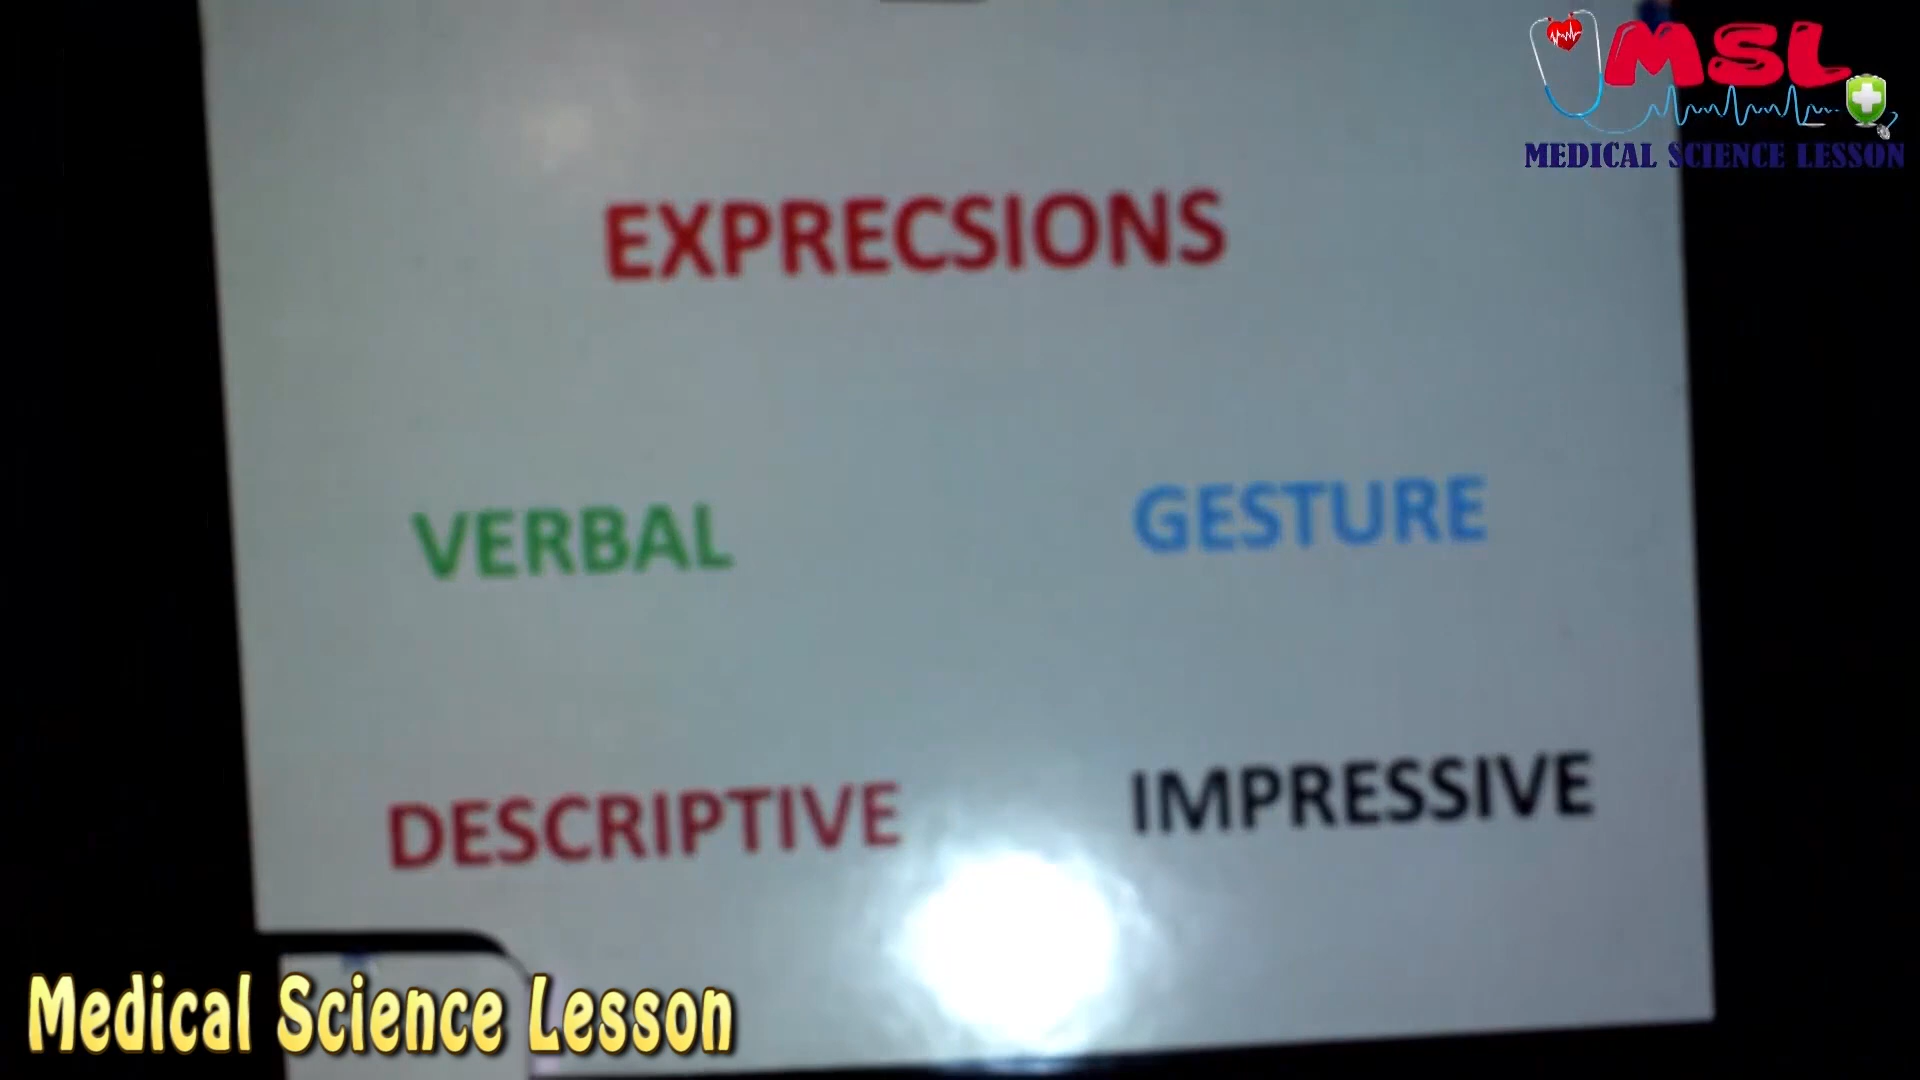 MSL
MEDICAL SCIENCE LESSON
EXPRECSIONS
VERBAL GESTURE
DESCRIPTIVE IMPRESSIVE
Medical Science Lesson